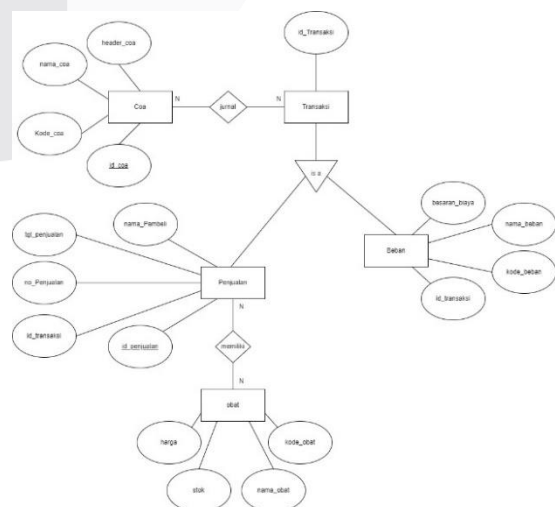 id_Transaksi
header_coa
nama_coa
Coa
N
jurnal
N
Transaksi
Kode_coa
id_coa
is a
besaran_biaya
nama_beban
nama_Pembeli
tgl_penjualan
Beban
kode_beban
no_Penjualan
Penjualan
id_transaksi
N
id_transaksi
id_penjualan
memiliki
N
obat
harga
kode_obat
stok
nama_obat